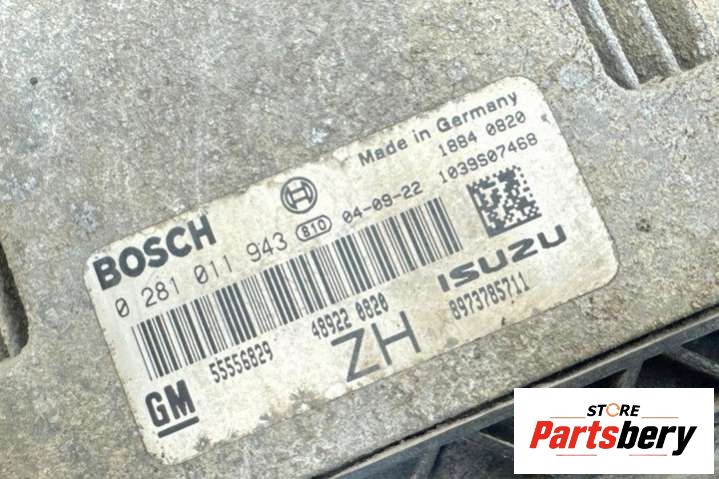 Made in Germany
1884 0820
BOSCH
810 04-09-22 1039S07468
0 281 011 943
ISUZU
48922 0820 8973785711
55556829
GM
ZH
STORE
Partsbery